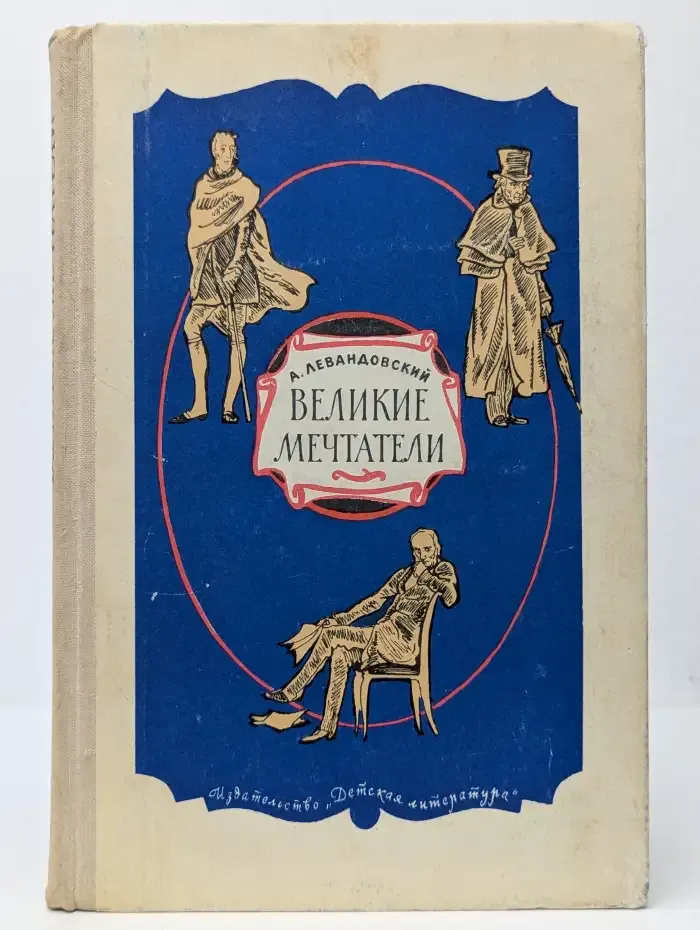 А. ЛЕВАНДОВСКИЙ
ВЕЛИКИЕ
МЕЧТАТЕЛИ
Издательство „Детская литература“